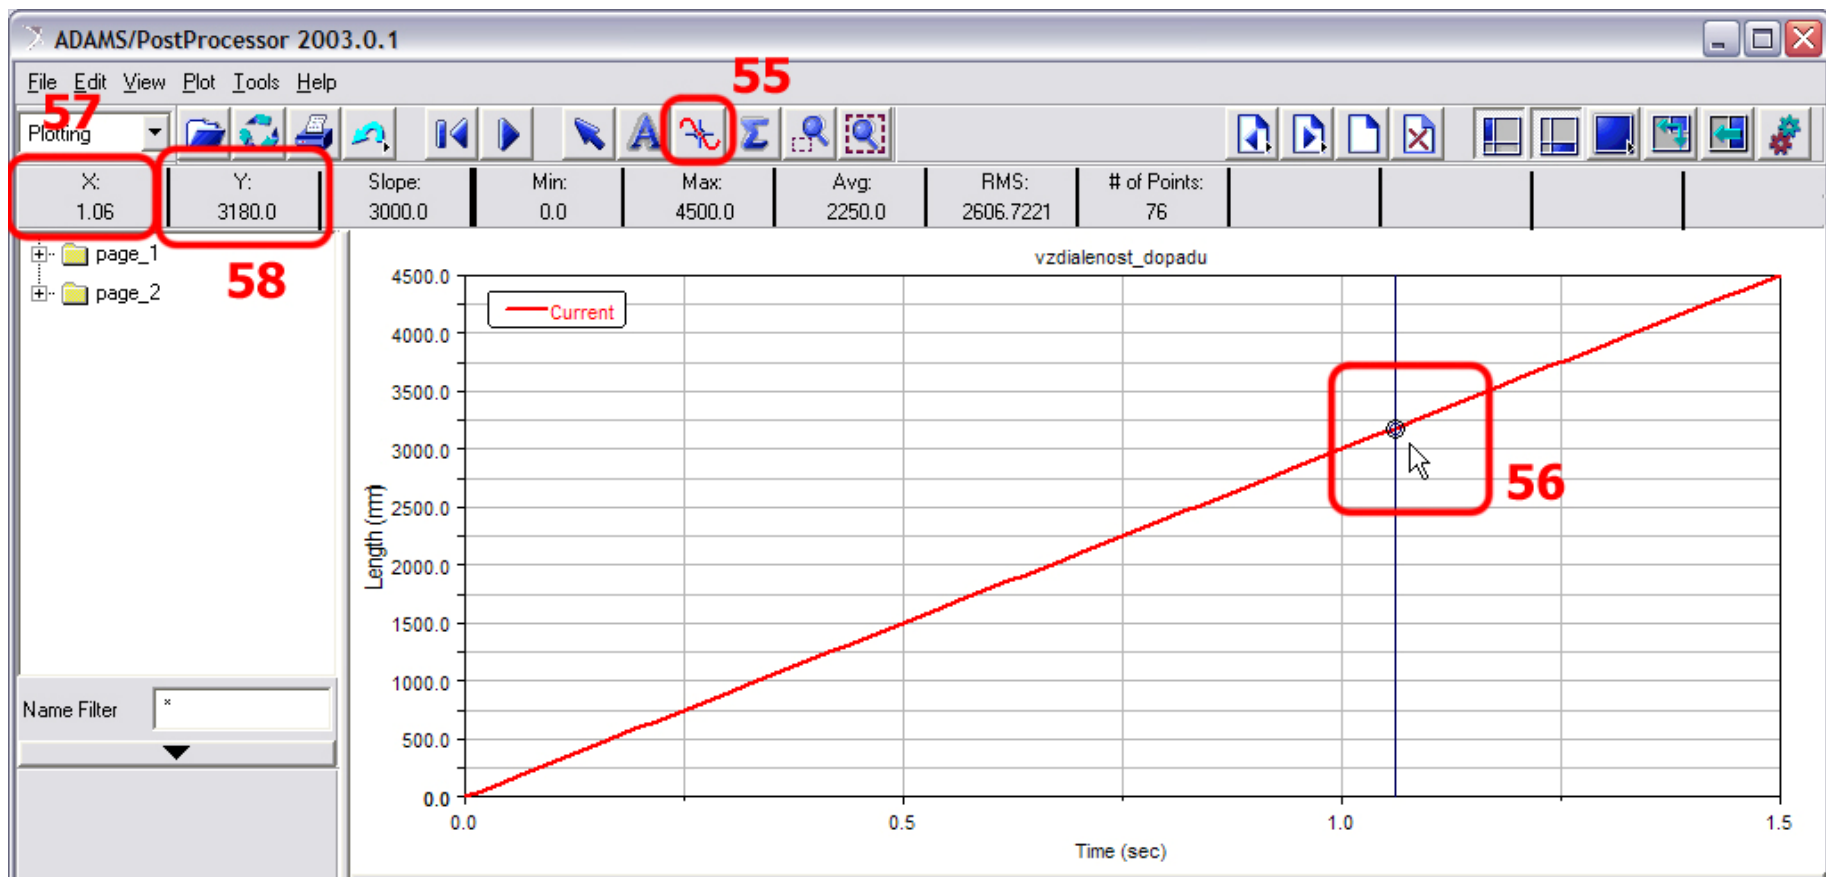 ADAMS/PostProcessor 2003.0.1
File Edit View Plot Tools Help
55
57
Plotting
X: Y: Slope: Min: Max: Avg: RMS: # of Points:
1.06 3180.0 3000.0 0.0 4500.0 2250.0 2606.7221 76
page_1
page_2
58
vzdialenost_dopadu
Current
4500.0
4000.0
3500.0
3000.0
2500.0
2000.0
1500.0
1000.0
500.0
0.0
Length (mm)
56
0.0 0.5 1.0 1.5
Time (sec)
Name Filter *